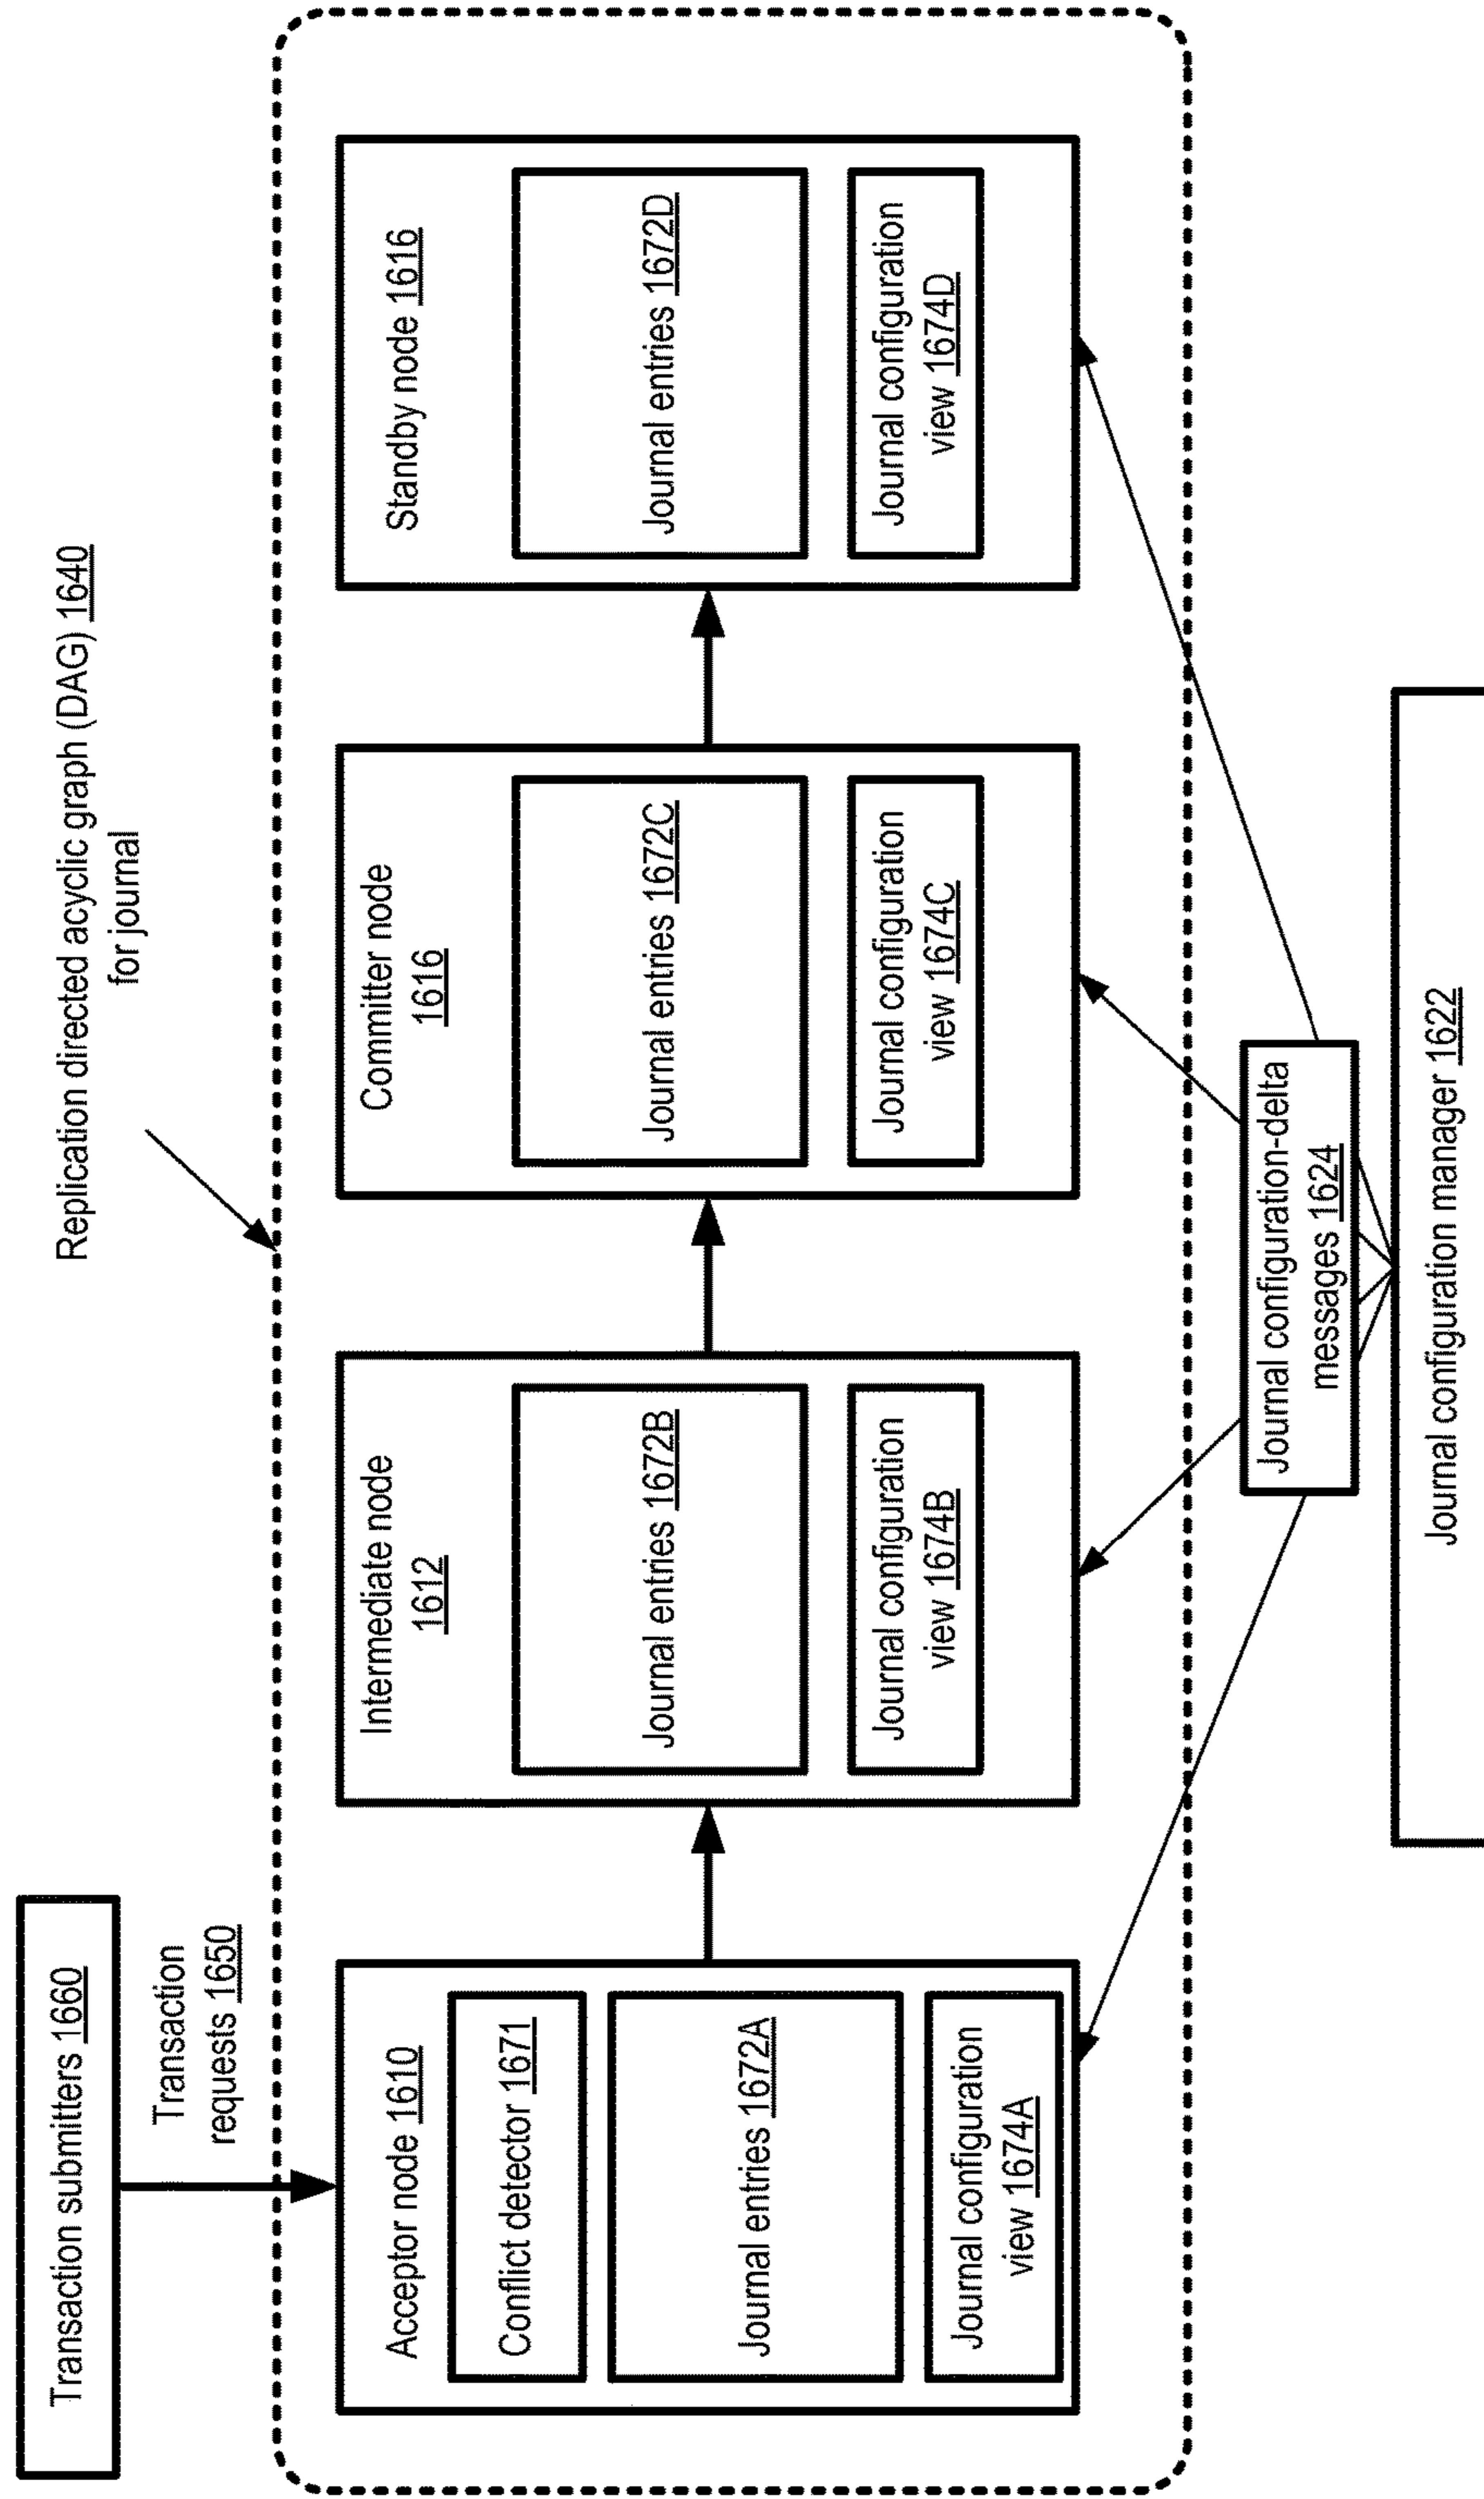 Replication directed acyclic graph (DAG) 1640
for journal
Transaction submitters 1660
Transaction
requests 1650
Acceptor node 1610
Conflict detector 1671
Journal entries 1672A
Journal configuration
view 1674A
Intermediate node
1612
Journal entries 1672B
Journal configuration
view 1674B
Committer node
1616
Journal entries 1672C
Journal configuration
view 1674C
Standby node 1616
Journal entries 1672D
Journal configuration
view 1674D
Journal configuration-delta
messages 1624
Journal configuration manager 1622